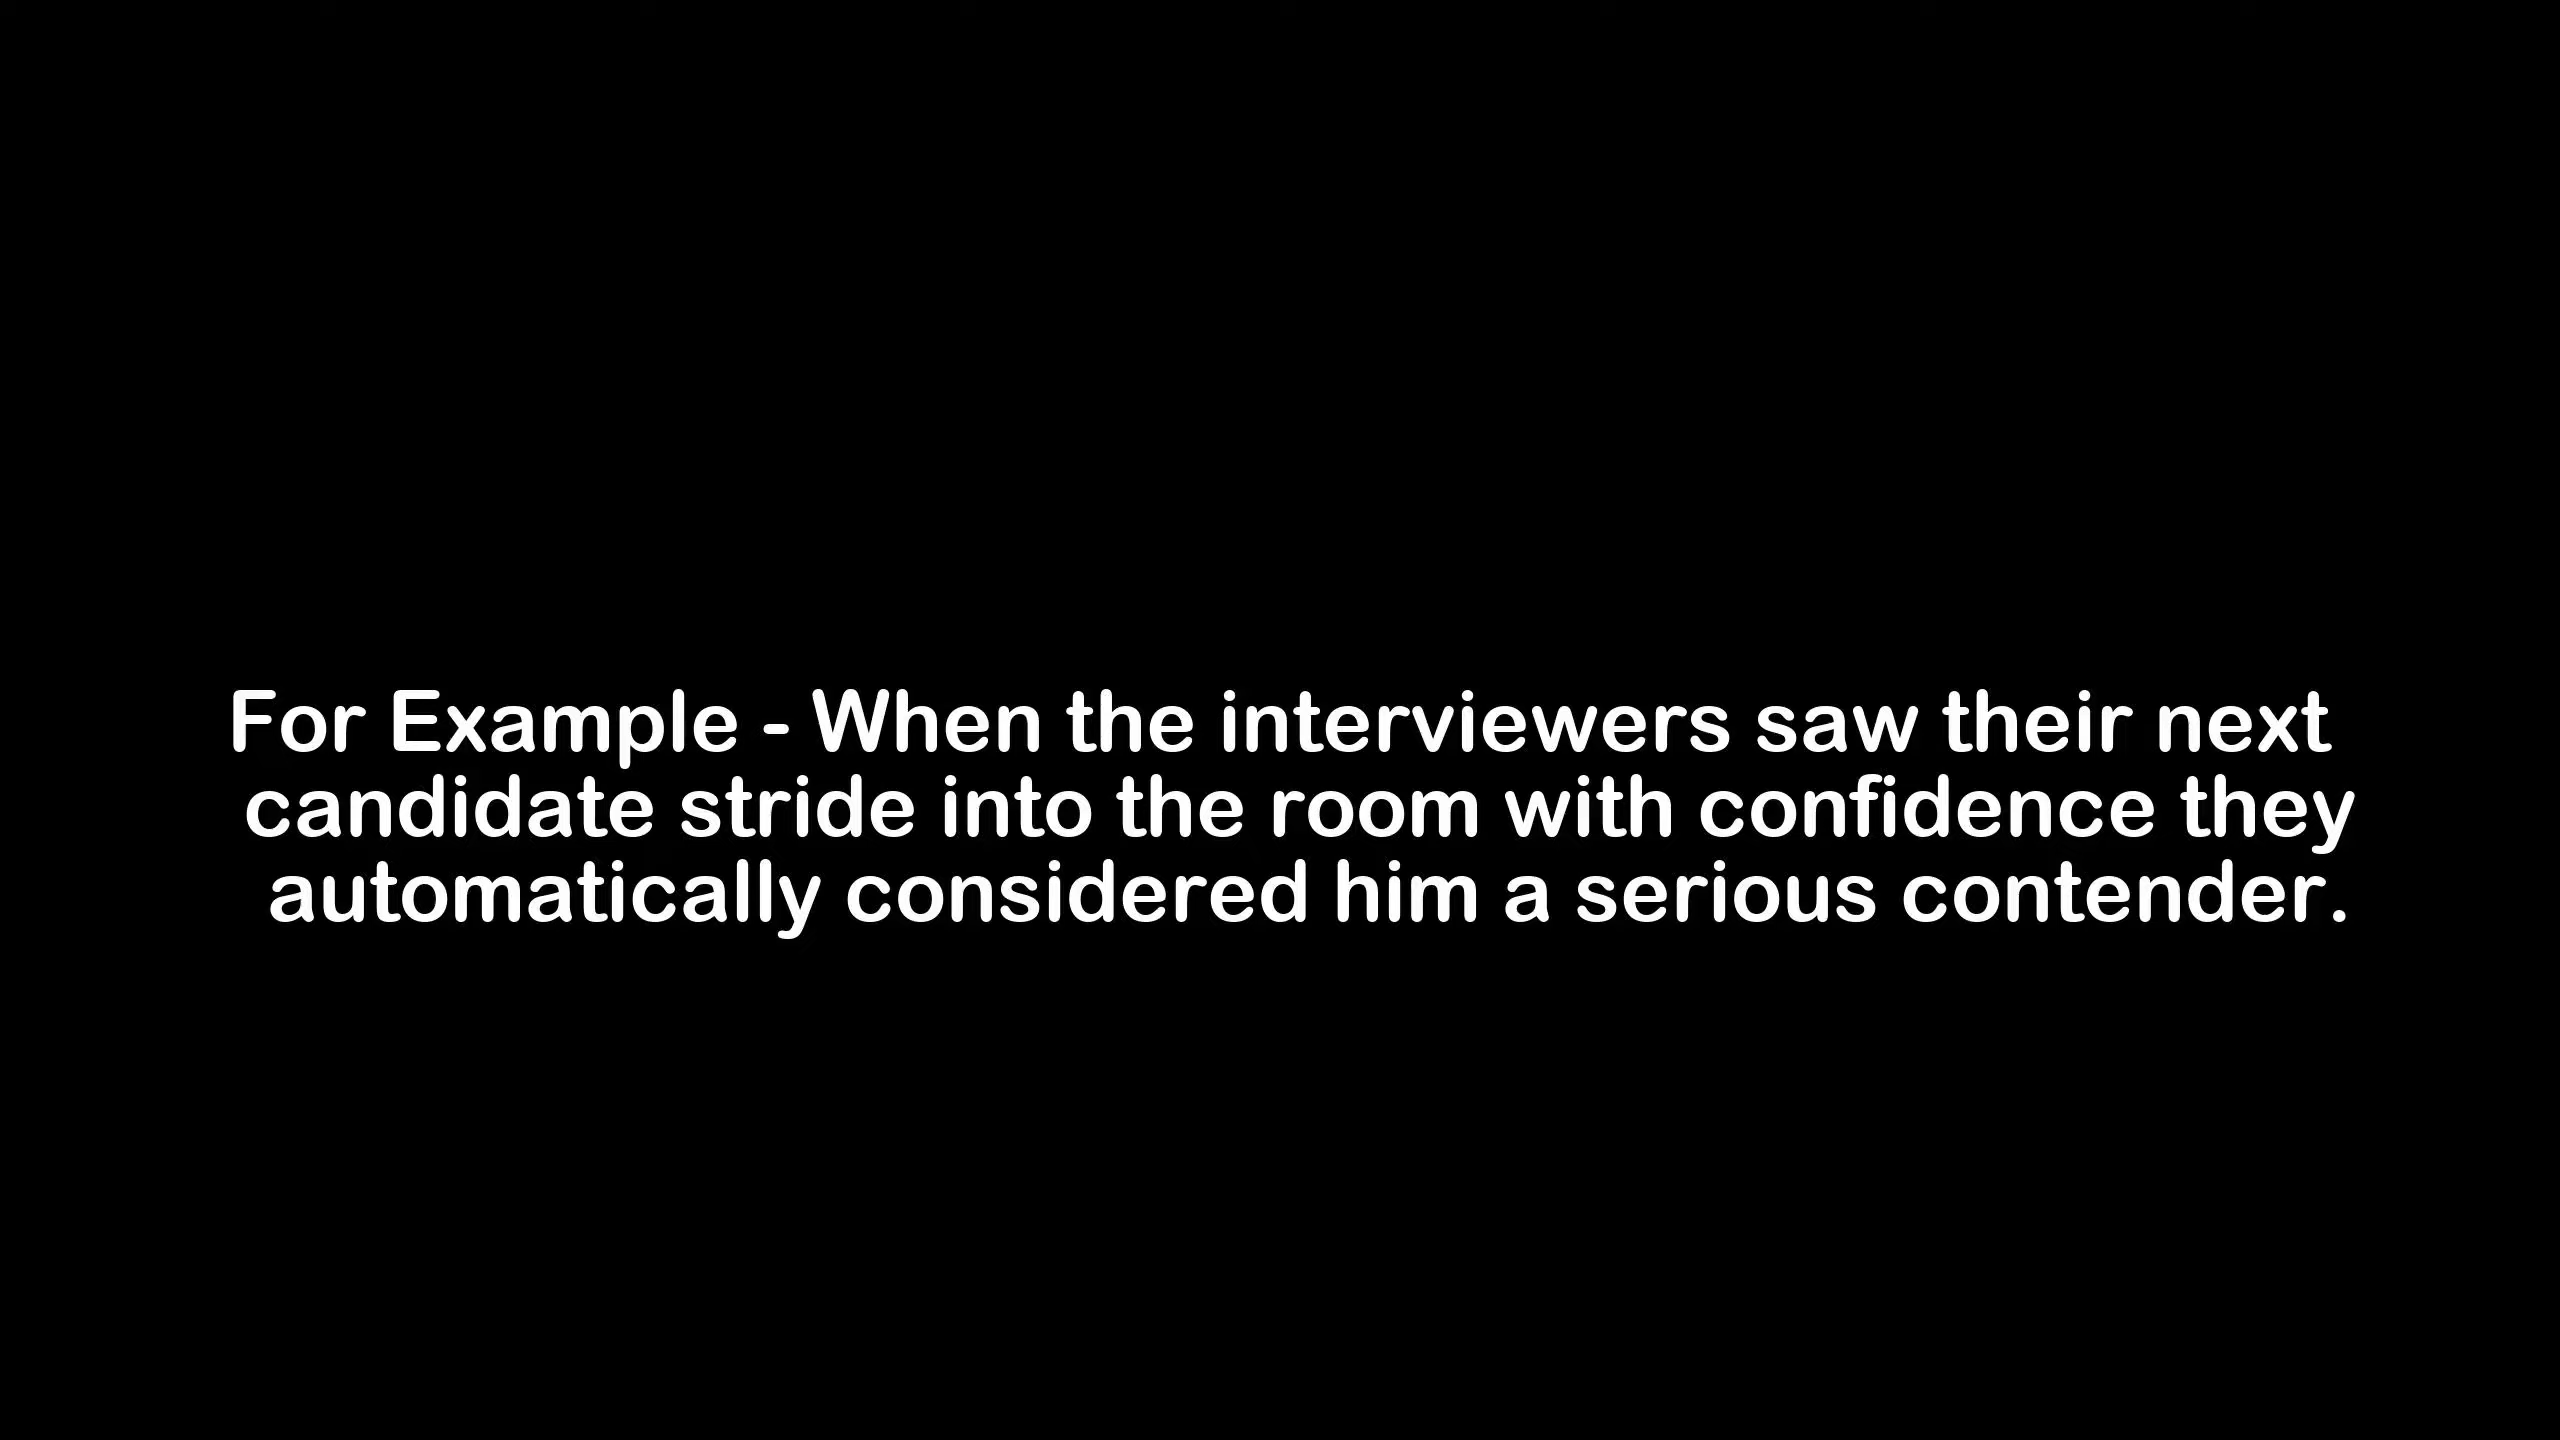 For Example - When the interviewers saw their next
candidate stride into the room with confidence they
automatically considered him a serious contender.